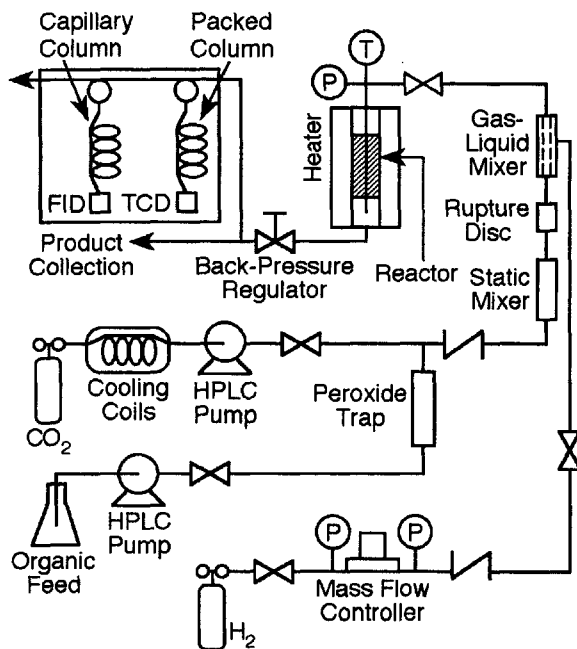 Capillary
Column
Packed
Column
T
P
Gas-
Liquid
Mixer
Heater
FID
TCD
Rupture
Disc
Product
Collection
Back-Pressure
Regulator
Reactor
Static
Mixer
Cooling
Coils
HPLC
Pump
Peroxide
Trap
CO2
HPLC
Pump
Organic
Feed
P
P
Mass Flow
Controller
H2